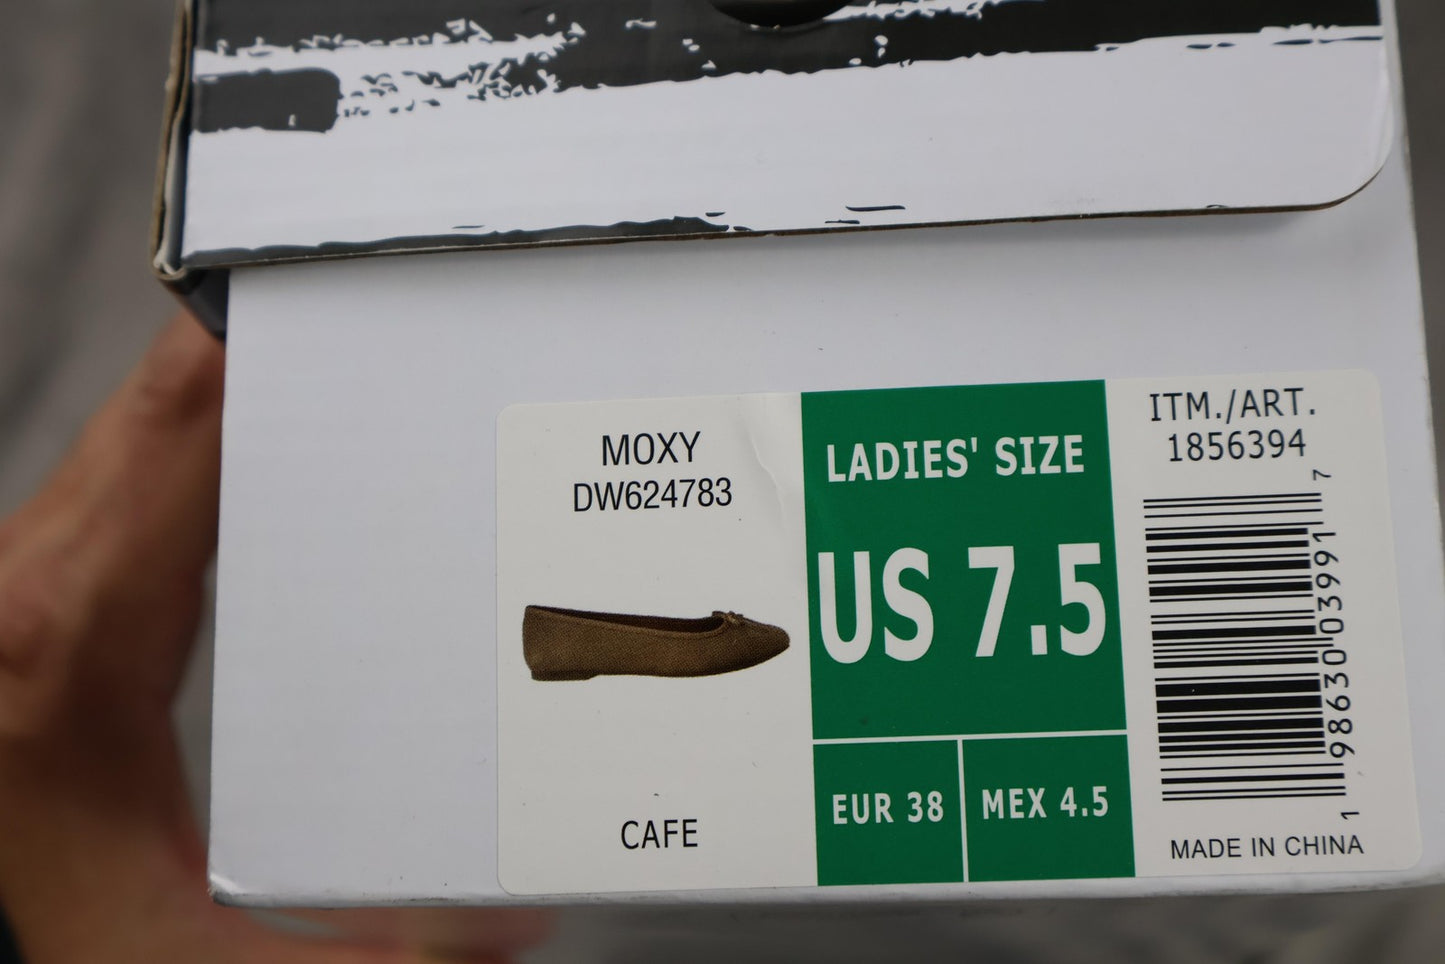 MOXY
DW624783
CAFE
LADIES' SIZE
US 7.5
EUR 38
MEX 4.5
ITM./ART.
1856394
1 98630 03991 7
MADE IN CHINA